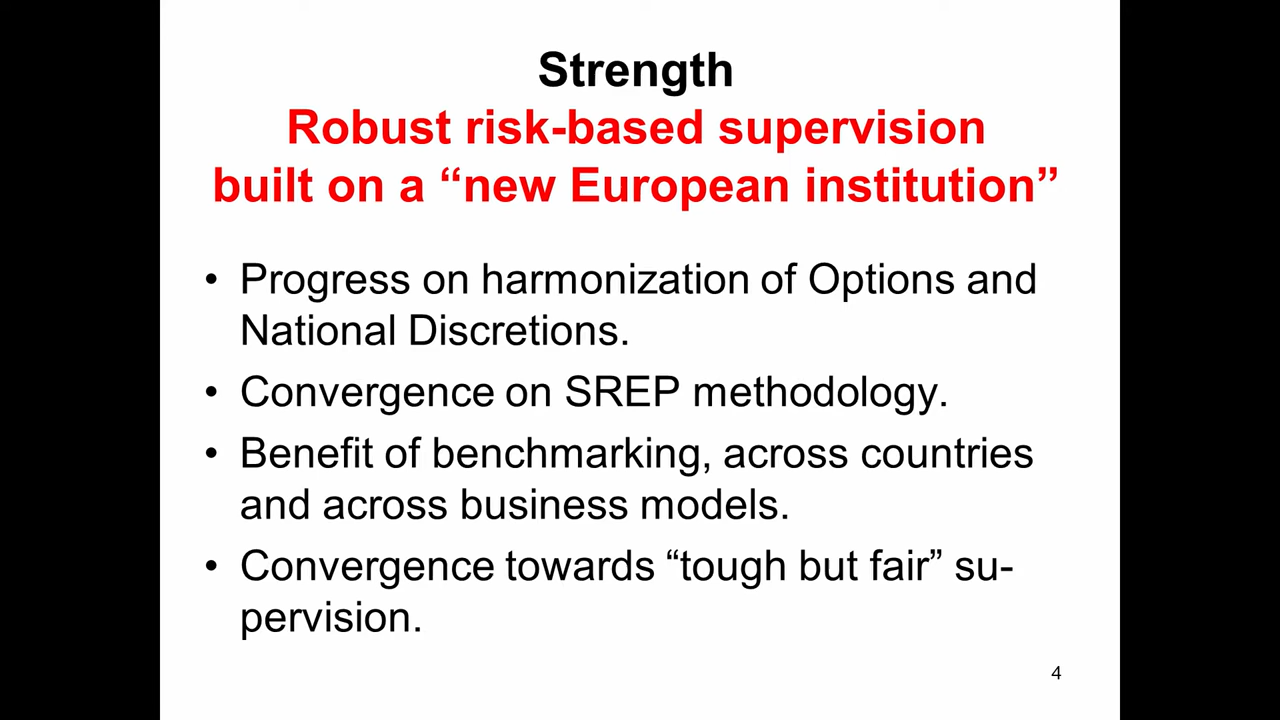 Strength
Robust risk-based supervision
built on a “new European institution”
• Progress on harmonization of Options and
National Discretions.
• Convergence on SREP methodology.
• Benefit of benchmarking, across countries
and across business models.
• Convergence towards “tough but fair” su-
pervision.
4